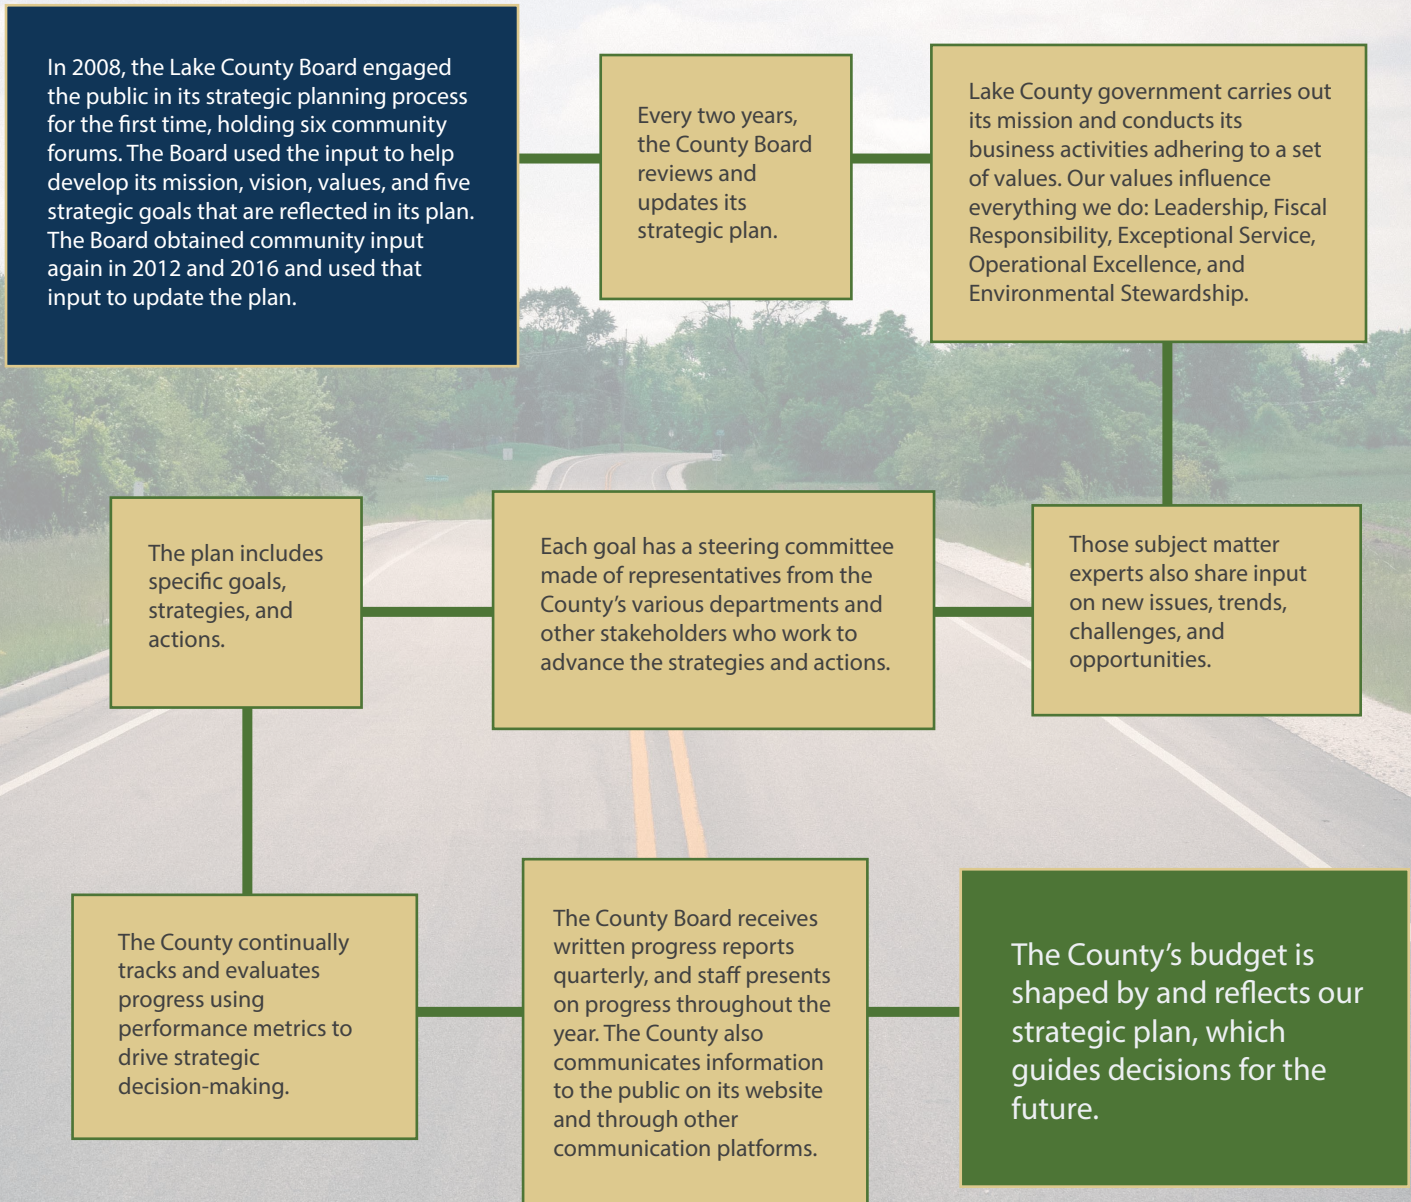 In 2008, the Lake County Board engaged
the public in its strategic planning process
for the first time, holding six community
forums. The Board used the input to help
develop its mission, vision, values, and five
strategic goals that are reflected in its plan.
The Board obtained community input
again in 2012 and 2016 and used that
input to update the plan.
Every two years,
the County Board
reviews and
updates its
strategic plan.
Lake County government carries out
its mission and conducts its
business activities adhering to a set
of values. Our values influence
everything we do: Leadership, Fiscal
Responsibility, Exceptional Service,
Operational Excellence, and
Environmental Stewardship.
Those subject matter
experts also share input
on new issues, trends,
challenges, and
opportunities.
Each goal has a steering committee
made of representatives from the
County’s various departments and
other stakeholders who work to
advance the strategies and actions.
The plan includes
specific goals,
strategies, and
actions.
The County continually
tracks and evaluates
progress using
performance metrics to
drive strategic
decision-making.
The County Board receives
written progress reports
quarterly, and staff presents
on progress throughout the
year. The County also
communicates information
to the public on its website
and through other
communication platforms.
The County’s budget is
shaped by and reflects our
strategic plan, which
guides decisions for the
future.